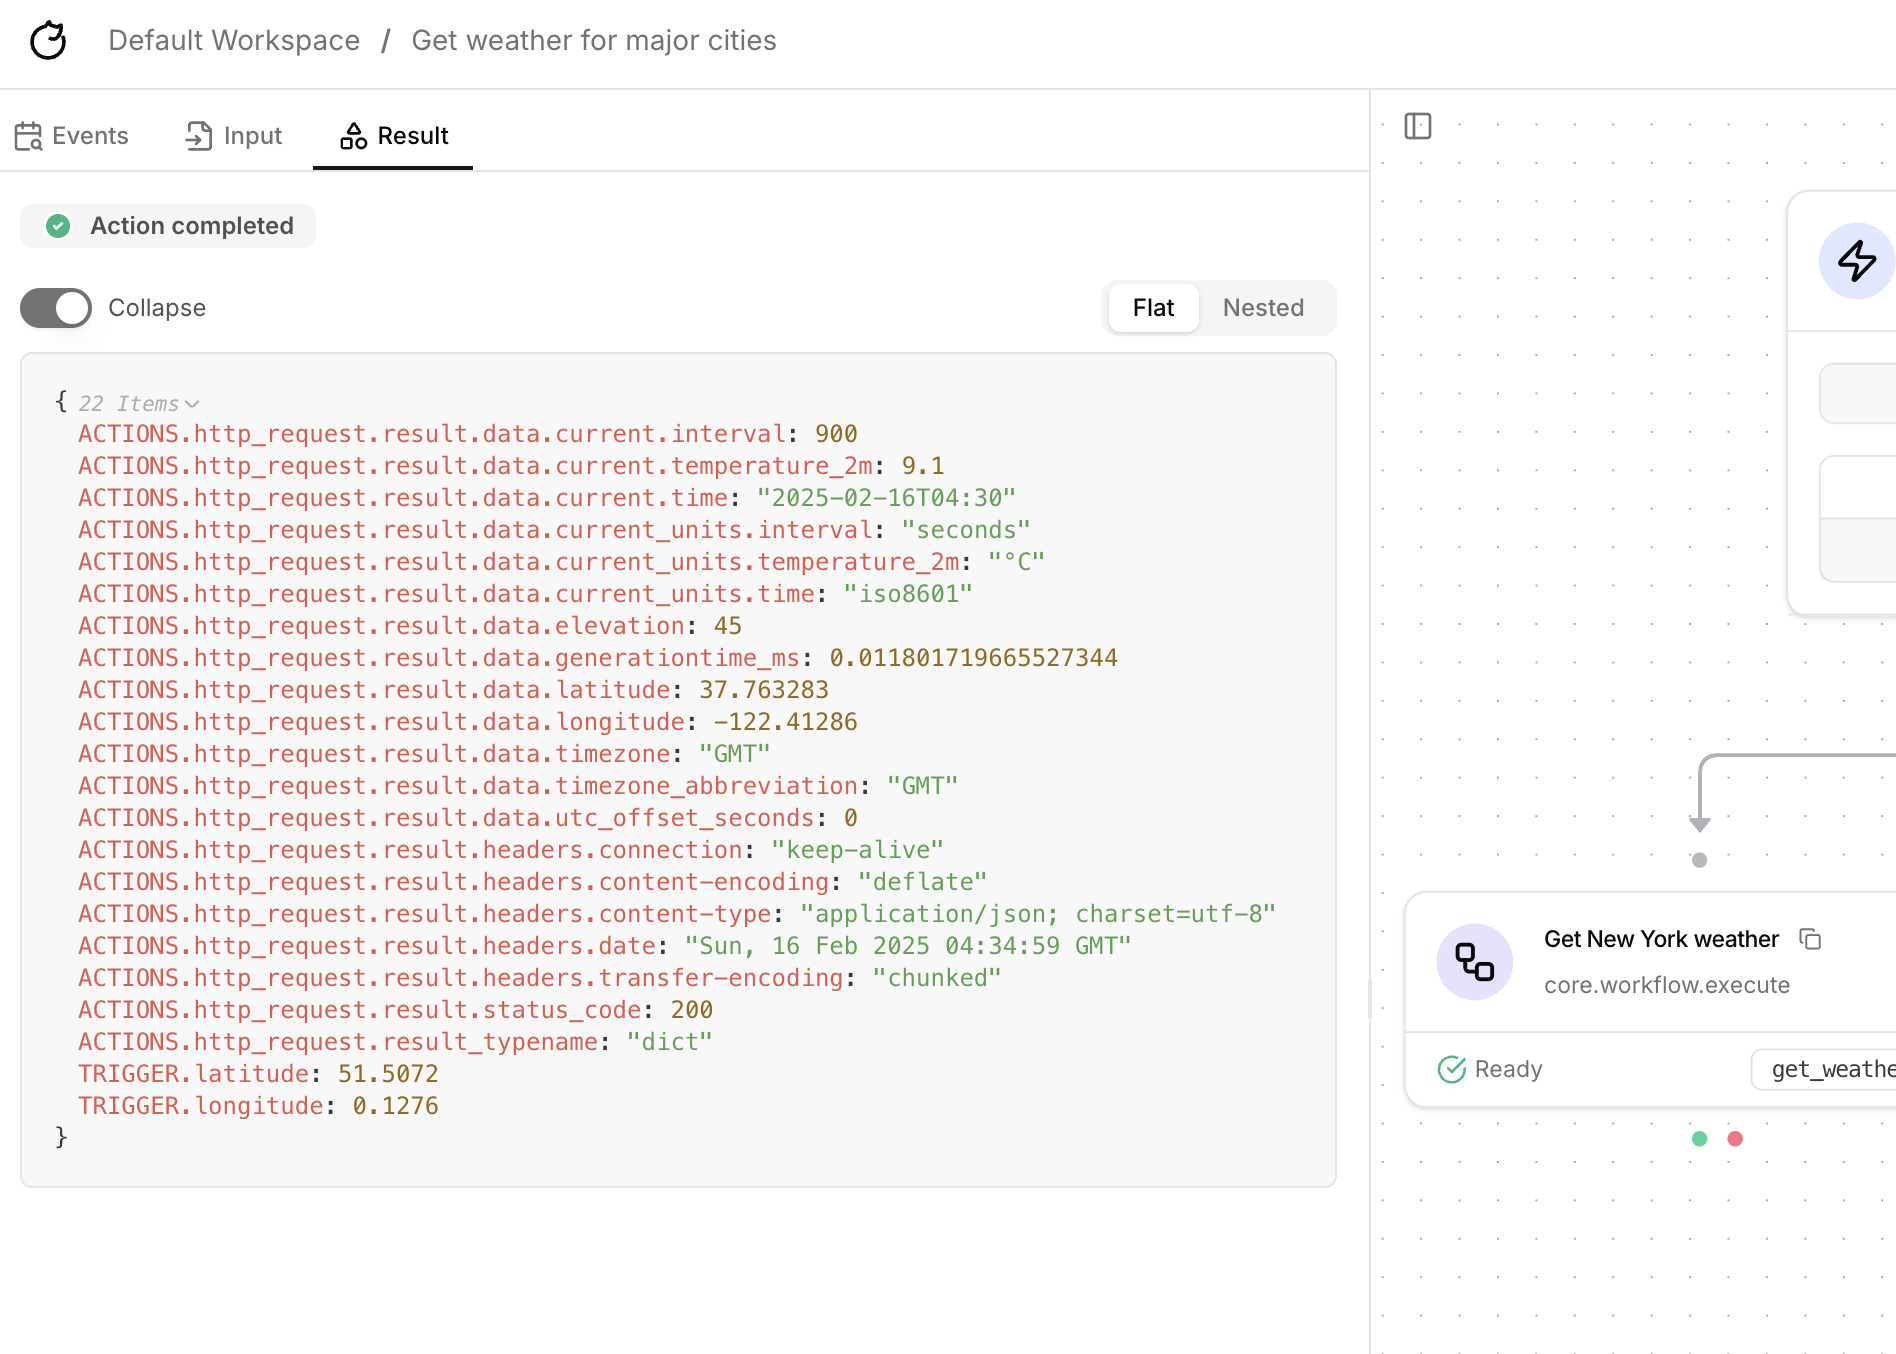 Default Workspace / Get weather for major cities
Events Input Result
Action completed
Collapse
Flat Nested
{ 22 Items
ACTIONS.http_request.result.data.current.interval: 900
ACTIONS.http_request.result.data.current.temperature_2m: 9.1
ACTIONS.http_request.result.data.current.time: "2025-02-16T04:30"
ACTIONS.http_request.result.data.current_units.interval: "seconds"
ACTIONS.http_request.result.data.current_units.temperature_2m: "°C"
ACTIONS.http_request.result.data.current_units.time: "iso8601"
ACTIONS.http_request.result.data.elevation: 45
ACTIONS.http_request.result.data.generationtime_ms: 0.011801719665527344
ACTIONS.http_request.result.data.latitude: 37.763283
ACTIONS.http_request.result.data.longitude: -122.41286
ACTIONS.http_request.result.data.timezone: "GMT"
ACTIONS.http_request.result.data.timezone_abbreviation: "GMT"
ACTIONS.http_request.result.data.utc_offset_seconds: 0
ACTIONS.http_request.result.headers.connection: "keep-alive"
ACTIONS.http_request.result.headers.content-encoding: "deflate"
ACTIONS.http_request.result.headers.content-type: "application/json; charset=utf-8"
ACTIONS.http_request.result.headers.date: "Sun, 16 Feb 2025 04:34:59 GMT"
ACTIONS.http_request.result.headers.transfer-encoding: "chunked"
ACTIONS.http_request.result.status_code: 200
ACTIONS.http_request.result_typename: "dict"
TRIGGER.latitude: 51.5072
TRIGGER.longitude: 0.1276
}
Get New York weather
core.workflow.execute
Ready
get_weathe